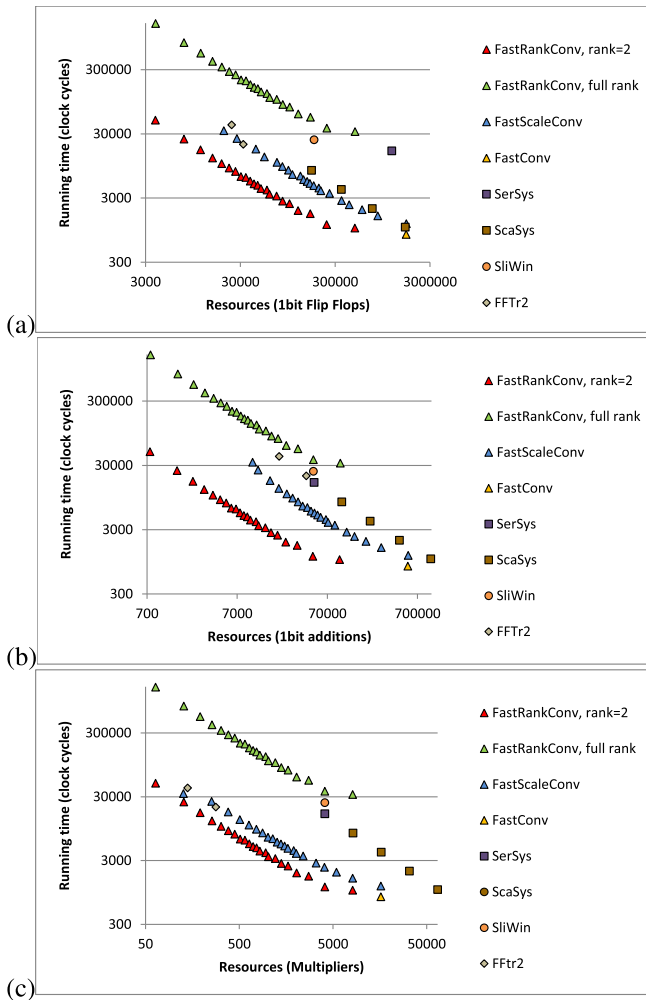 300000
30000
3000
300
Running time (clock cycles)
3000
30000
300000
3000000
Resources (1bit Flip Flops)
FastRankConv, rank=2
FastRankConv, full rank
FastScaleConv
FastConv
SerSys
ScaSys
SliWin
FFTr2
(a)
300000
30000
3000
300
Running time (clock cycles)
700
7000
70000
700000
Resources (1bit additions)
FastRankConv, rank=2
FastRankConv, full rank
FastScaleConv
FastConv
SerSys
ScaSys
SliWin
FFTr2
(b)
300000
30000
3000
300
Running time (clock cycles)
50
500
5000
50000
Resources (Multipliers)
FastRankConv, rank=2
FastRankConv, full rank
FastScaleConv
FastConv
SerSys
ScaSys
SliWin
FFtr2
(c)